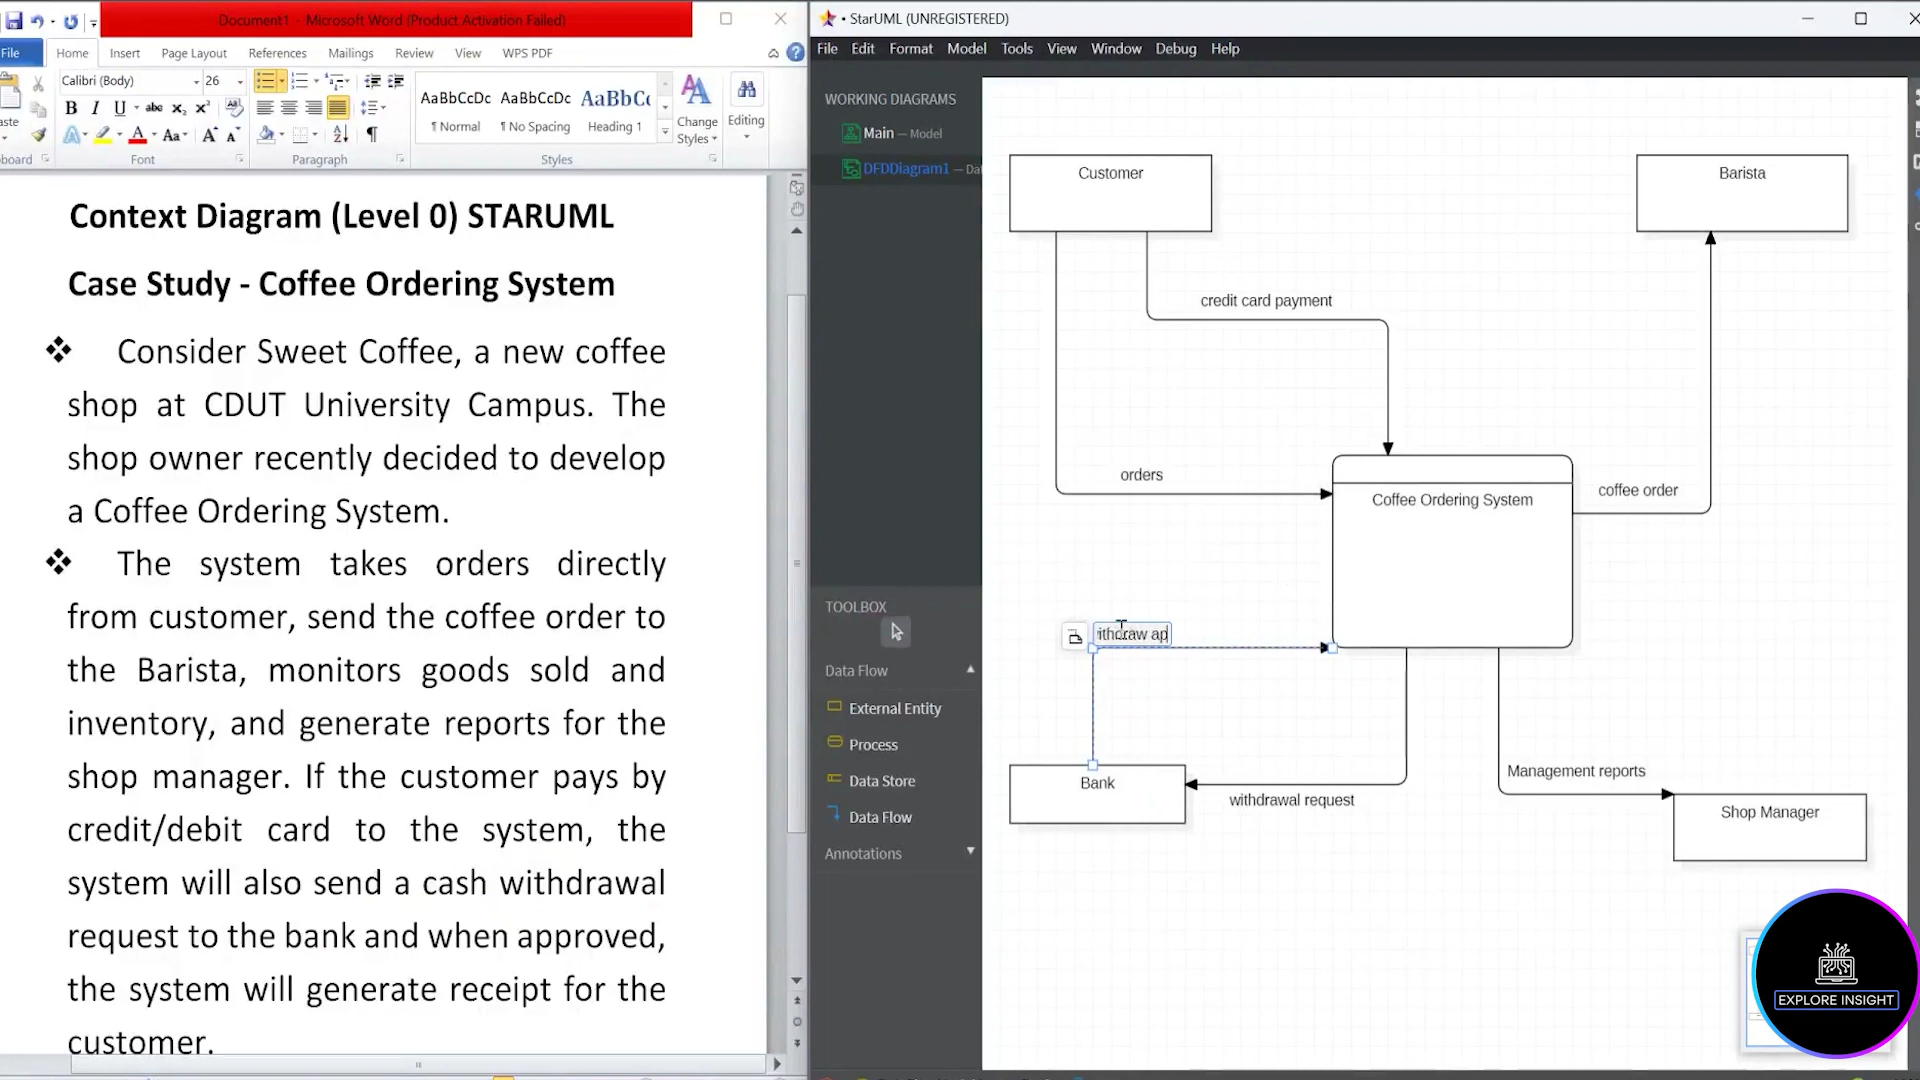 Document1 - Microsoft Word (Product Activation Failed)
File
Home
Insert
Page Layout
References
Mailings
Review
View
WPS PDF
Calibri (Body)
26
AaBbCcDc
AaBbCcDc
¶ Normal
¶ No Spacing
Heading 1
Change
Styles
Editing
Font
Paragraph
Styles
Context Diagram (Level 0) STARUML
Case Study - Coffee Ordering System
❖ Consider Sweet Coffee, a new coffee
shop at CDUT University Campus. The
shop owner recently decided to develop
a Coffee Ordering System.
❖ The system takes orders directly
from customer, send the coffee order to
the Barista, monitors goods sold and
inventory, and generate reports for the
shop manager. If the customer pays by
credit/debit card to the system, the
system will also send a cash withdrawal
request to the bank and when approved,
the system will generate receipt for the
customer.
• StarUML (UNREGISTERED)
File Edit Format Model Tools View Window Debug Help
WORKING DIAGRAMS
Main — Model
DFDDiagram1 — Dat
TOOLBOX
Data Flow
External Entity
Process
Data Store
Data Flow
Annotations
Customer
Barista
credit card payment
orders
Coffee Ordering System
coffee order
ithdraw ap
Bank
withdrawal request
Management reports
Shop Manager
EXPLORE INSIGHT